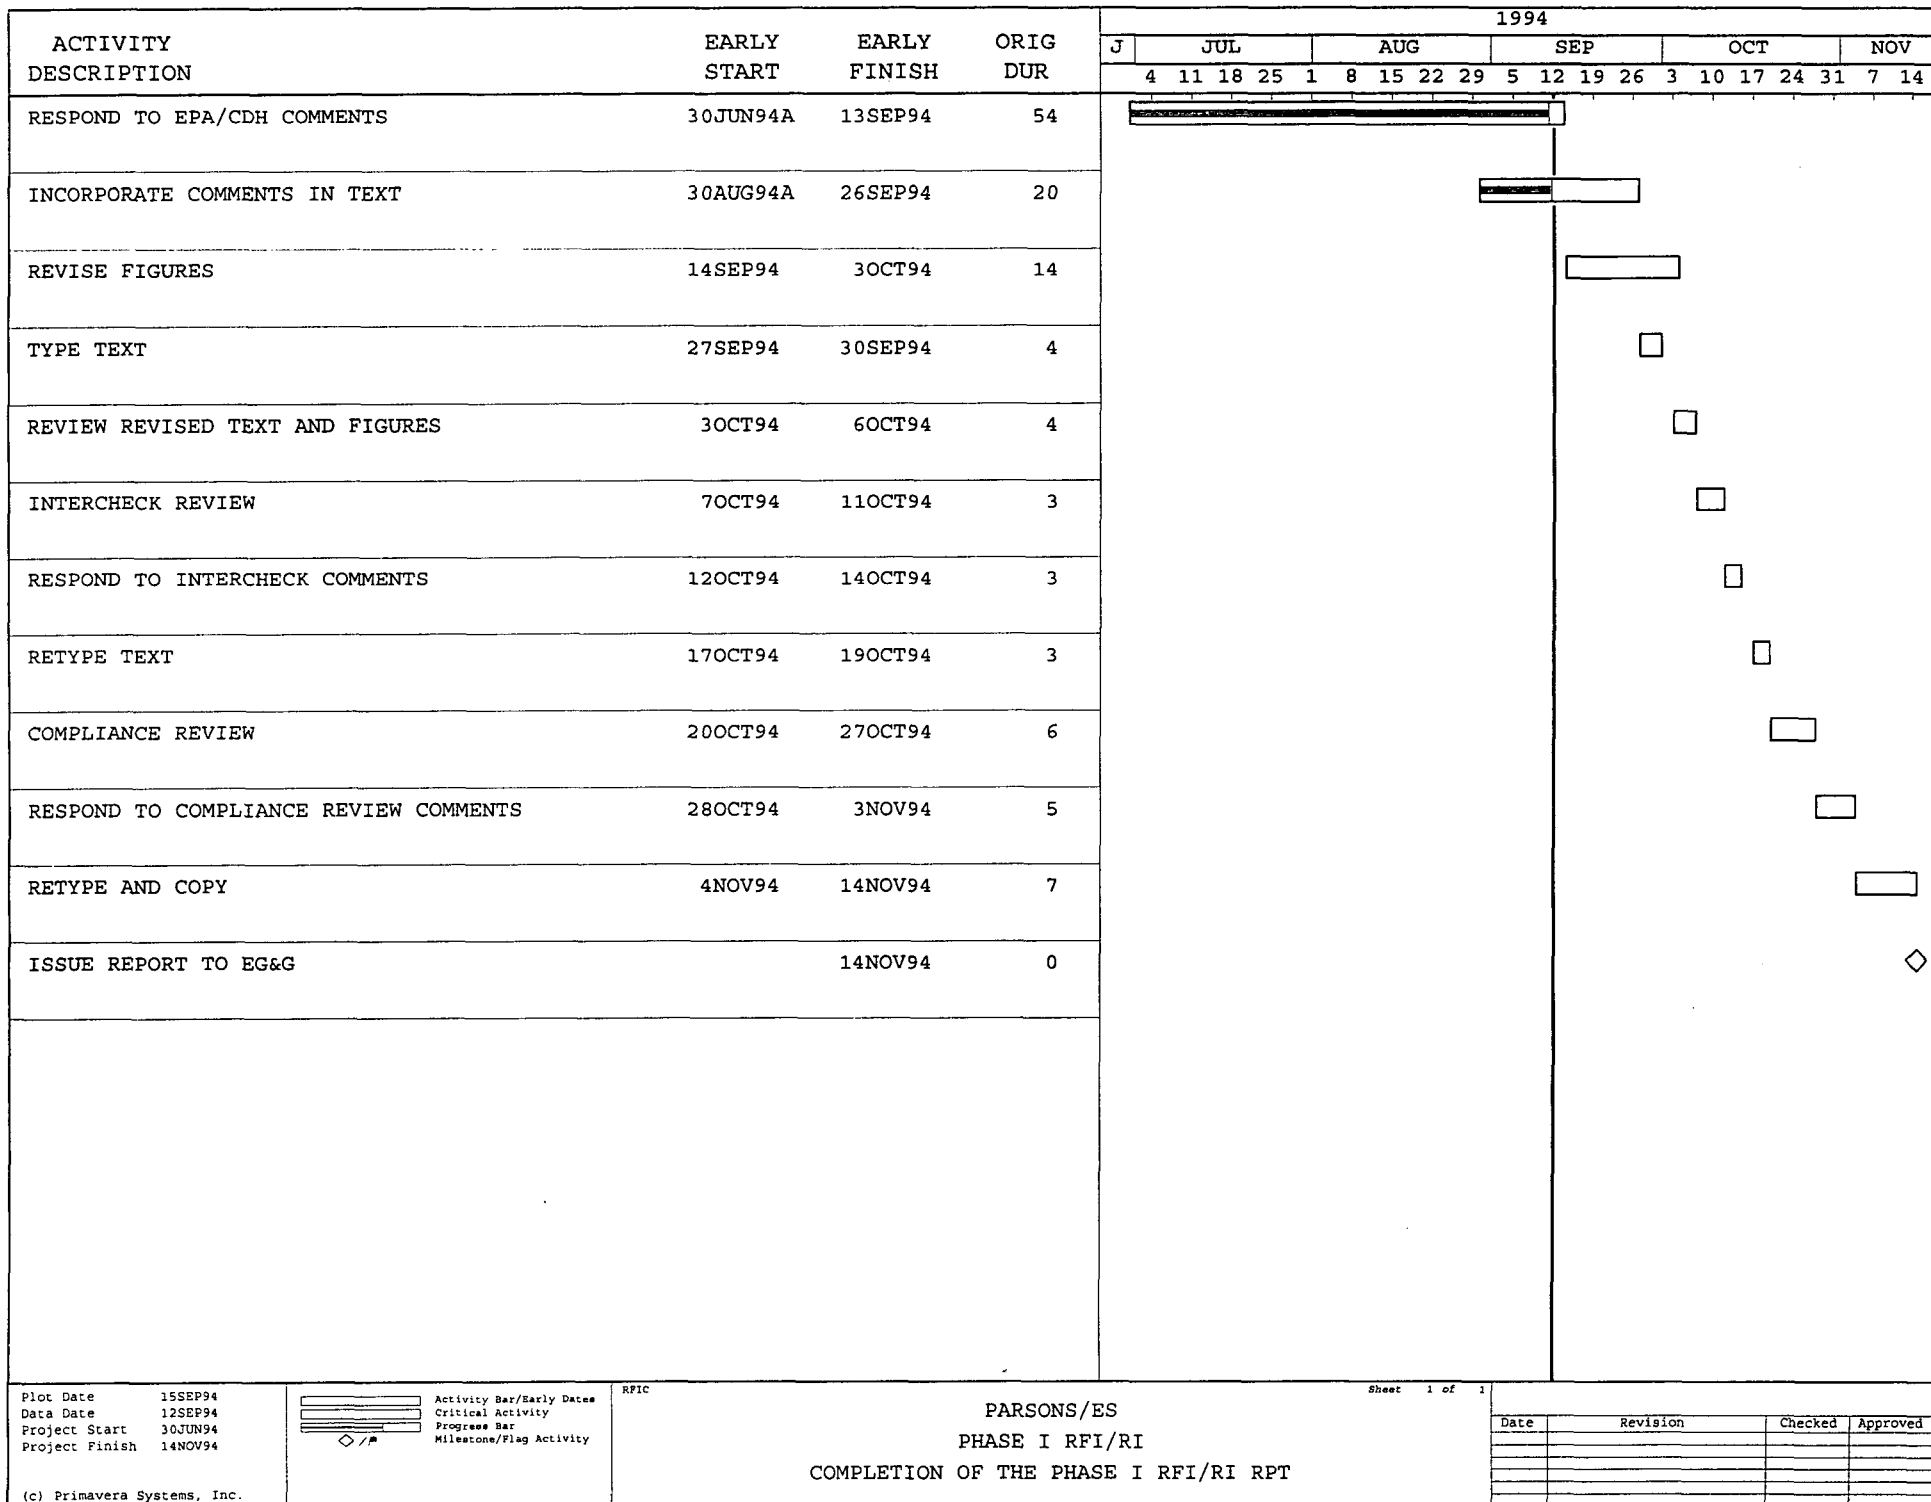 1994
ACTIVITY EARLY EARLY ORIG J JUL AUG SEP OCT NOV
DESCRIPTION START FINISH DUR 4 11 18 25 1 8 15 22 29 5 12 19 26 3 10 17 24 31 7 14
RESPOND TO EPA/CDH COMMENTS 30JUN94A 13SEP94 54
INCORPORATE COMMENTS IN TEXT 30AUG94A 26SEP94 20
REVISE FIGURES 14SEP94 3OCT94 14
TYPE TEXT 27SEP94 30SEP94 4
REVIEW REVISED TEXT AND FIGURES 3OCT94 6OCT94 4
INTERCHECK REVIEW 7OCT94 11OCT94 3
RESPOND TO INTERCHECK COMMENTS 12OCT94 14OCT94 3
RETYPE TEXT 17OCT94 19OCT94 3
COMPLIANCE REVIEW 20OCT94 27OCT94 6
RESPOND TO COMPLIANCE REVIEW COMMENTS 28OCT94 3NOV94 5
RETYPE AND COPY 4NOV94 14NOV94 7
ISSUE REPORT TO EG&G 14NOV94 0
Plot Date 15SEP94
Data Date 12SEP94
Project Start 30JUN94
Project Finish 14NOV94
(c) Primavera Systems, Inc.
Activity Bar/Early Dates
Critical Activity
Progress Bar
Milestone/Flag Activity
RFIC
Sheet 1 of 1
PARSONS/ES
PHASE I RFI/RI
COMPLETION OF THE PHASE I RFI/RI RPT
Date Revision Checked Approved